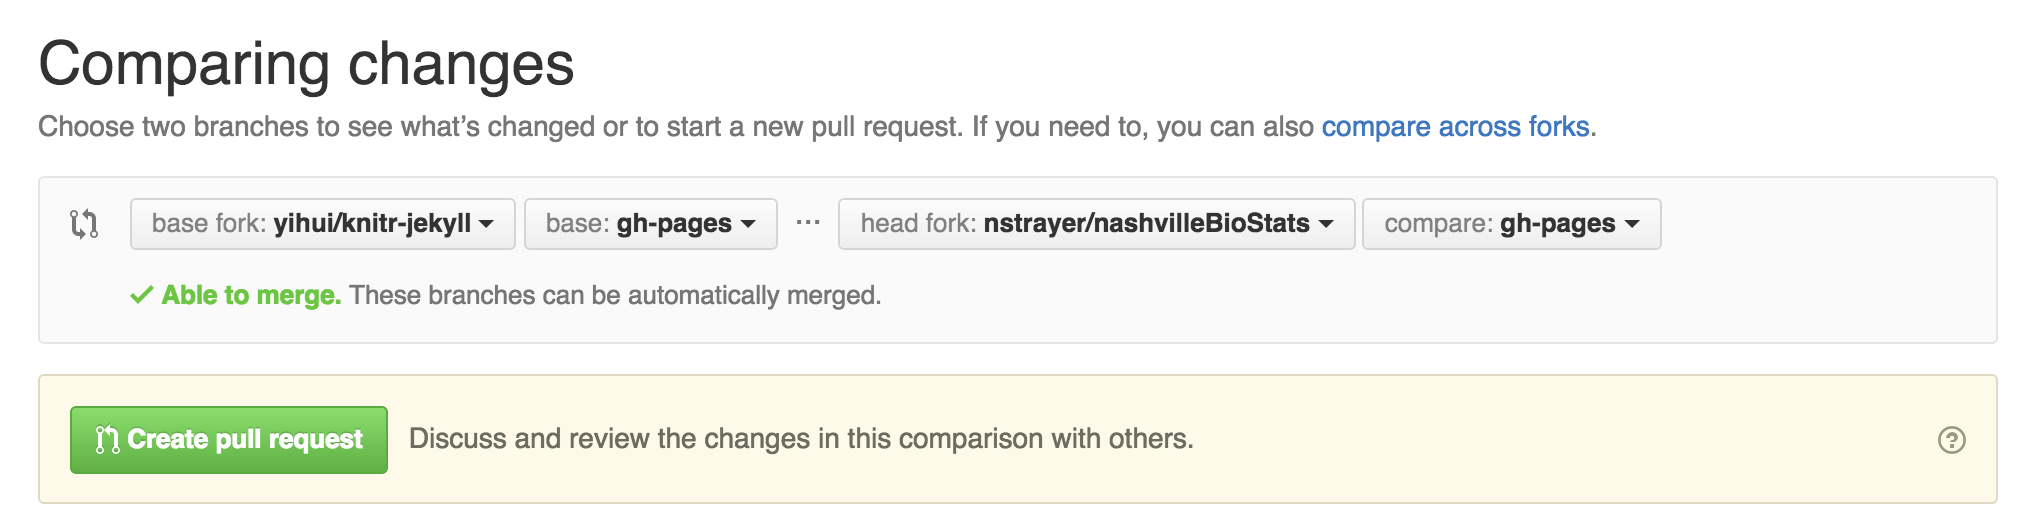 Comparing changes
Choose two branches to see what’s changed or to start a new pull request. If you need to, you can also compare across forks.
base fork: yihui/knitr-jekyll base: gh-pages ... head fork: nstrayer/nashvilleBioStats compare: gh-pages
Able to merge. These branches can be automatically merged.
Create pull request Discuss and review the changes in this comparison with others. ?